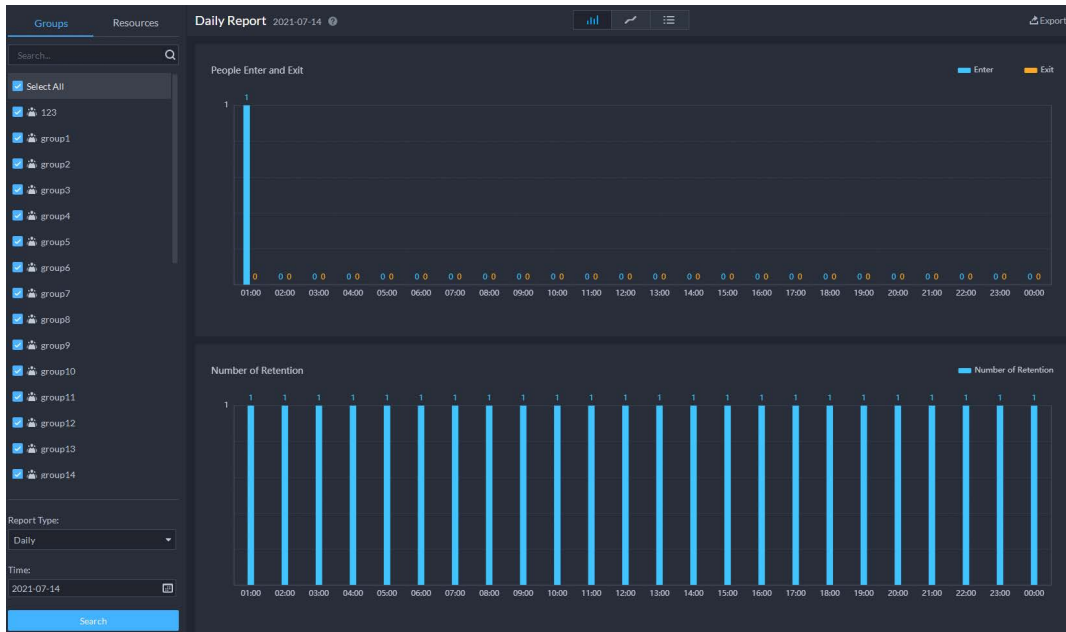 Groups Resources
Search...
Select All
123
group1
group2
group3
group4
group5
group6
group7
group8
group9
group10
group11
group12
group13
group14
Report Type:
Daily
Time:
2021-07-14
Search
Daily Report 2021-07-14
Export
People Enter and Exit
Enter Exit
1
1
0 0 0 0 0 0 0 0 0 0 0 0 0 0 0 0 0 0 0 0 0 0 0 0 0 0 0 0 0 0 0 0 0 0 0 0 0 0 0 0 0 0 0 0 0 0 0
01:00 02:00 03:00 04:00 05:00 06:00 07:00 08:00 09:00 10:00 11:00 12:00 13:00 14:00 15:00 16:00 17:00 18:00 19:00 20:00 21:00 22:00 23:00 00:00
Number of Retention
Number of Retention
1 1 1 1 1 1 1 1 1 1 1 1 1 1 1 1 1 1 1 1 1 1 1 1
1
01:00 02:00 03:00 04:00 05:00 06:00 07:00 08:00 09:00 10:00 11:00 12:00 13:00 14:00 15:00 16:00 17:00 18:00 19:00 20:00 21:00 22:00 23:00 00:00